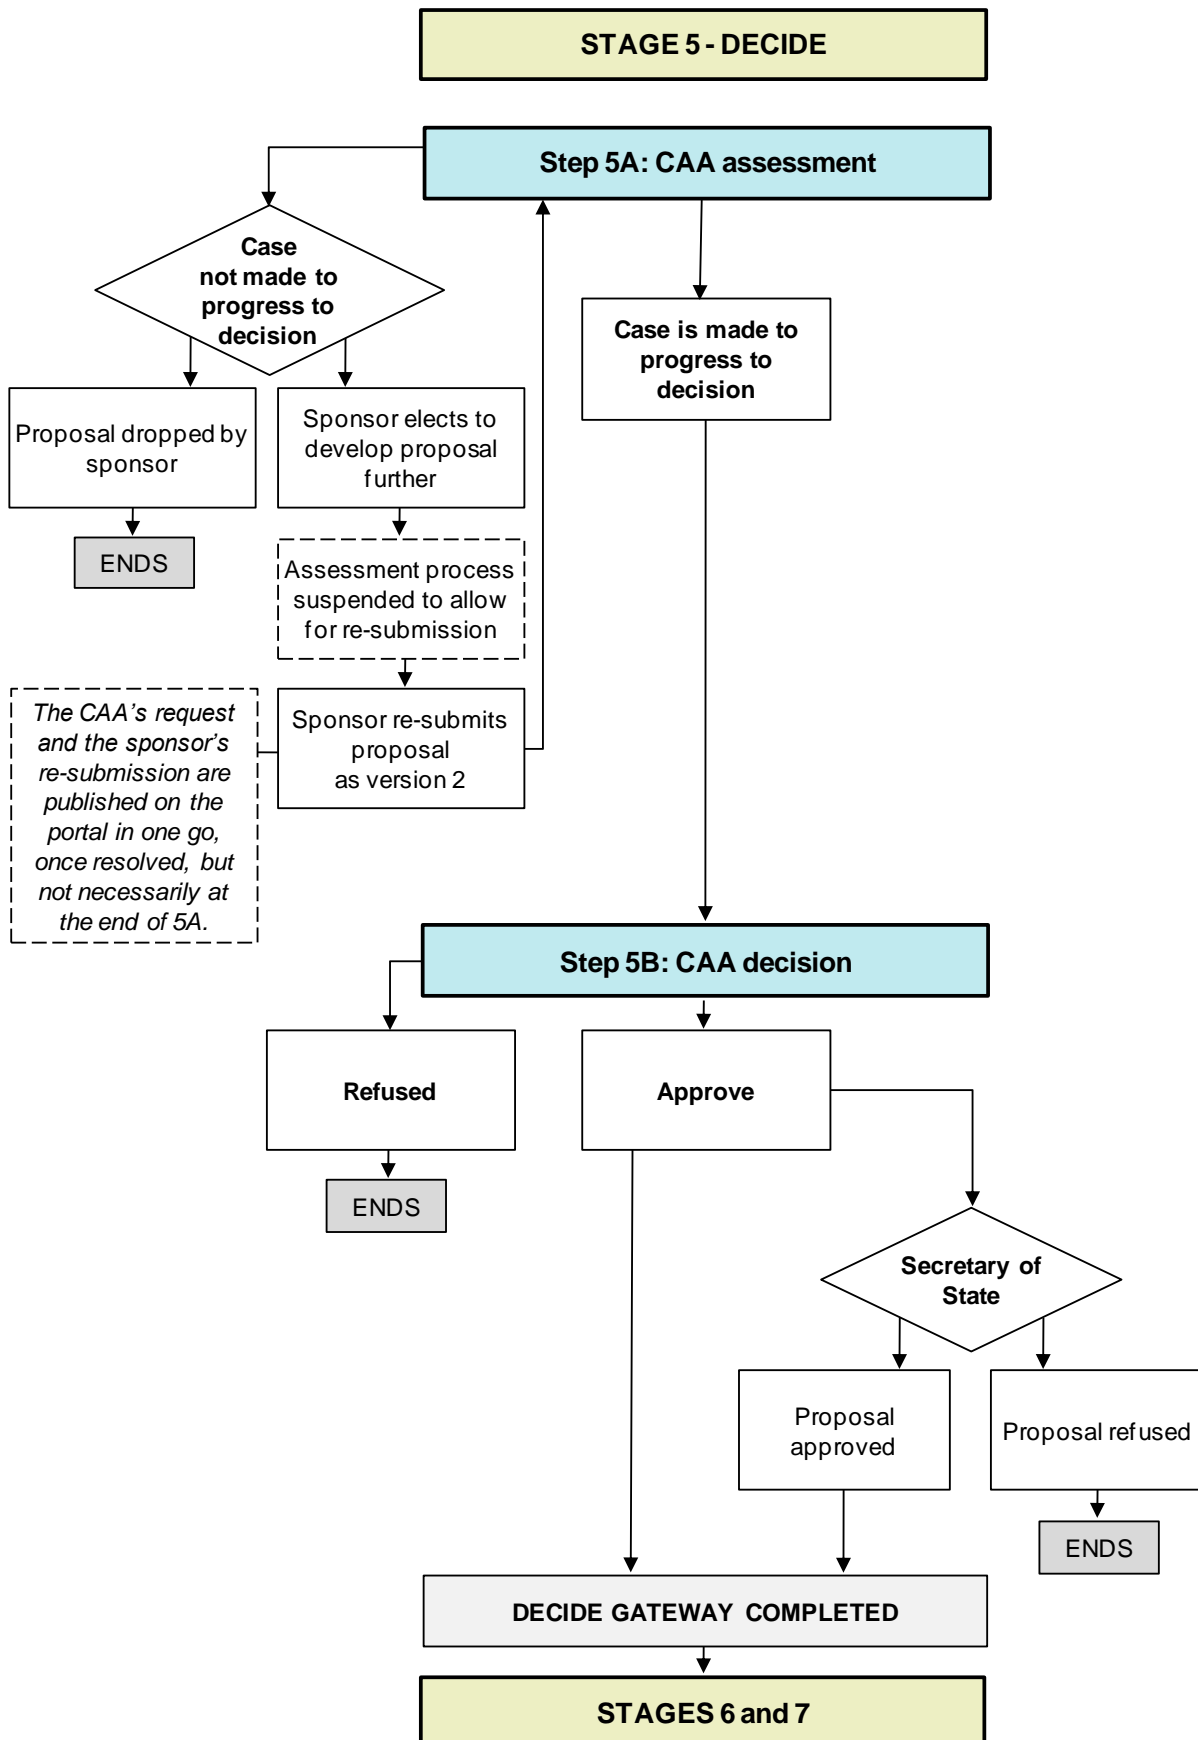 STAGE 5 - DECIDE
Step 5A: CAA assessment
Case
not made to
progress to
decision
Case is made to
progress to
decision
Proposal dropped by
sponsor
Sponsor elects to
develop proposal
further
ENDS
Assessment process
suspended to allow
for re-submission
The CAA’s request
and the sponsor’s
re-submission are
published on the
portal in one go,
once resolved, but
not necessarily at
the end of 5A.
Sponsor re-submits
proposal
as version 2
Step 5B: CAA decision
Refused
Approve
ENDS
Secretary of
State
Proposal
approved
Proposal refused
ENDS
DECIDE GATEWAY COMPLETED
STAGES 6 and 7